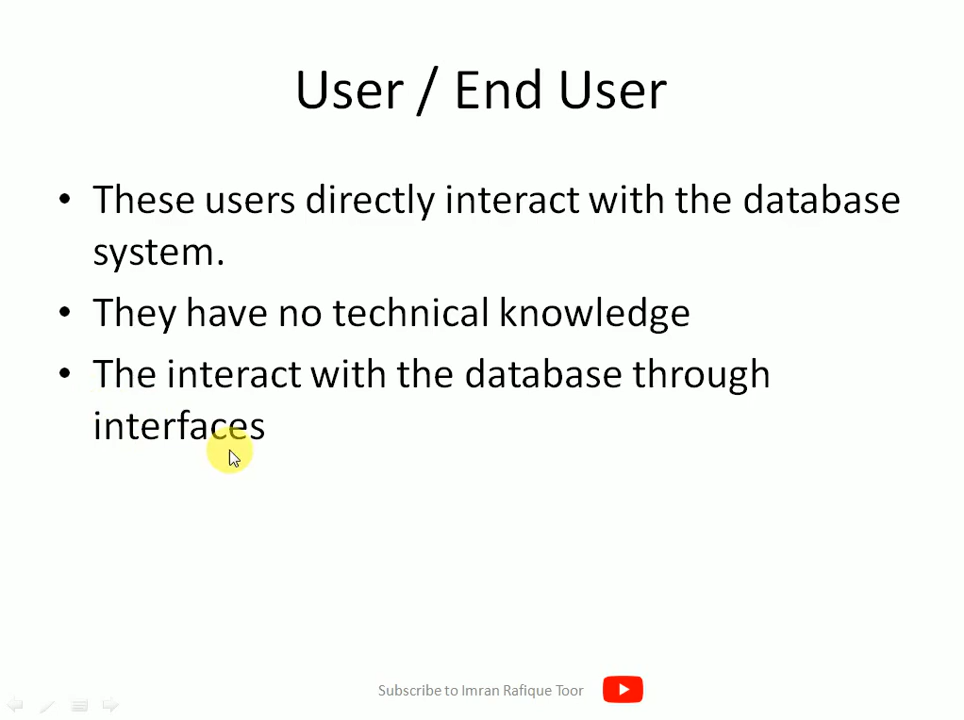 User / End User
• These users directly interact with the database
system.
• They have no technical knowledge
• The interact with the database through
interfaces
Subscribe to Imran Rafique Toor